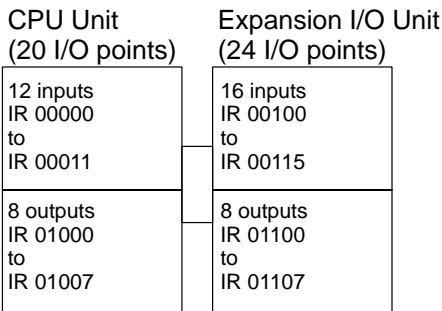 CPU Unit
(20 I/O points)
12 inputs
IR 00000
to
IR 00011
8 outputs
IR 01000
to
IR 01007
Expansion I/O Unit
(24 I/O points)
16 inputs
IR 00100
to
IR 00115
8 outputs
IR 01100
to
IR 01107